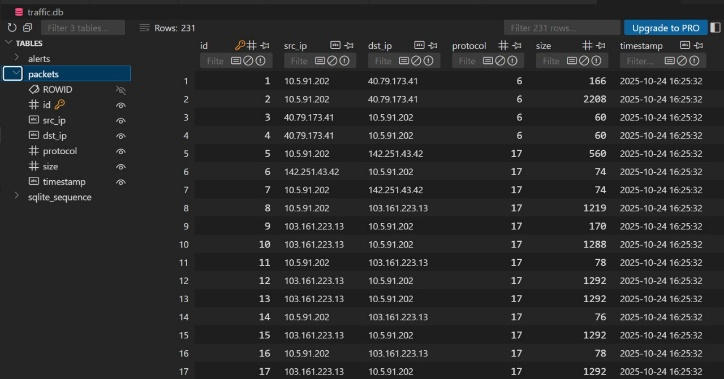 traffic.db
Filter 3 tables...
Rows: 231
Filter 231 rows...
Upgrade to PRO
TABLES
alerts
packets
ROWID
id
src_ip
dst_ip
protocol
size
timestamp
sqlite_sequence
id src_ip dst_ip protocol size timestamp
Filte Filte Filte Filte Filte Filter...
1 1 10.5.91.202 40.79.173.41 6 166 2025-10-24 16:25:32
2 2 10.5.91.202 40.79.173.41 6 2208 2025-10-24 16:25:32
3 3 40.79.173.41 10.5.91.202 6 60 2025-10-24 16:25:32
4 4 40.79.173.41 10.5.91.202 6 60 2025-10-24 16:25:32
5 5 10.5.91.202 142.251.43.42 17 560 2025-10-24 16:25:32
6 6 142.251.43.42 10.5.91.202 17 74 2025-10-24 16:25:32
7 7 10.5.91.202 142.251.43.42 17 74 2025-10-24 16:25:32
8 8 10.5.91.202 103.161.223.13 17 1219 2025-10-24 16:25:32
9 9 103.161.223.13 10.5.91.202 17 170 2025-10-24 16:25:32
10 10 103.161.223.13 10.5.91.202 17 1288 2025-10-24 16:25:32
11 11 10.5.91.202 103.161.223.13 17 78 2025-10-24 16:25:32
12 12 103.161.223.13 10.5.91.202 17 1292 2025-10-24 16:25:32
13 13 103.161.223.13 10.5.91.202 17 1292 2025-10-24 16:25:32
14 14 10.5.91.202 103.161.223.13 17 76 2025-10-24 16:25:32
15 15 103.161.223.13 10.5.91.202 17 1292 2025-10-24 16:25:32
16 16 10.5.91.202 103.161.223.13 17 78 2025-10-24 16:25:32
17 17 103.161.223.13 10.5.91.202 17 1292 2025-10-24 16:25:32